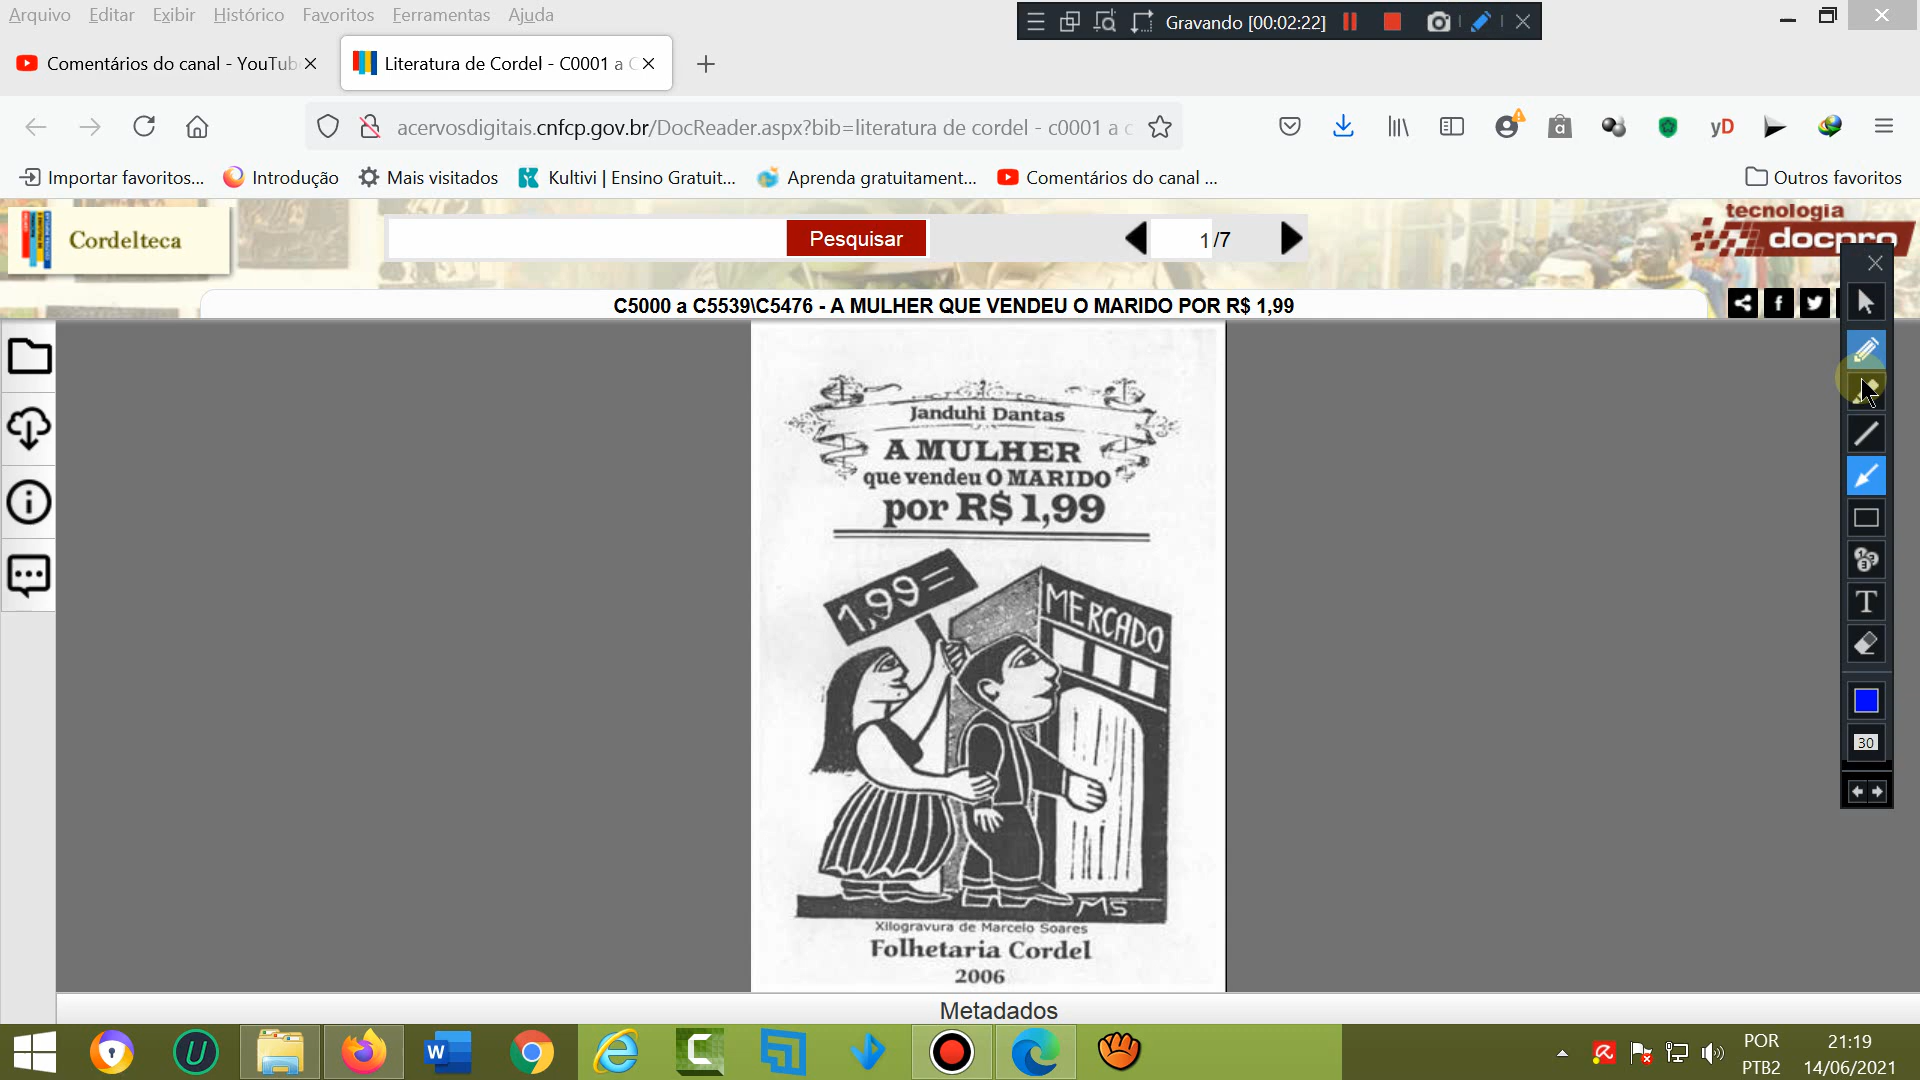 Arquivo Editar Exibir Histórico Favoritos Ferramentas Ajuda
Gravando [00:02:22]
Comentários do canal - YouTub
Literatura de Cordel - C0001 a C
acervosdigitais.cnfcp.gov.br/DocReader.aspx?bib=literatura de cordel - c0001 a c
yD
Importar favoritos... Introdução Mais visitados Kultivi | Ensino Gratuit... Aprenda gratuitament... Comentários do canal ... Outros favoritos
Cordelteca
Pesquisar
1 /7
tecnologia
docpro
C5000 a C5539\C5476 - A MULHER QUE VENDEU O MARIDO POR R$ 1,99
Janduhi Dantas
A MULHER
que vendeu O MARIDO
por R$ 1,99
1,99=
MERCADO
MS
Xilogravura de Marcelo Soares
Folhetaria Cordel
2006
T
30
Metadados
POR
PTB2
21:19
14/06/2021